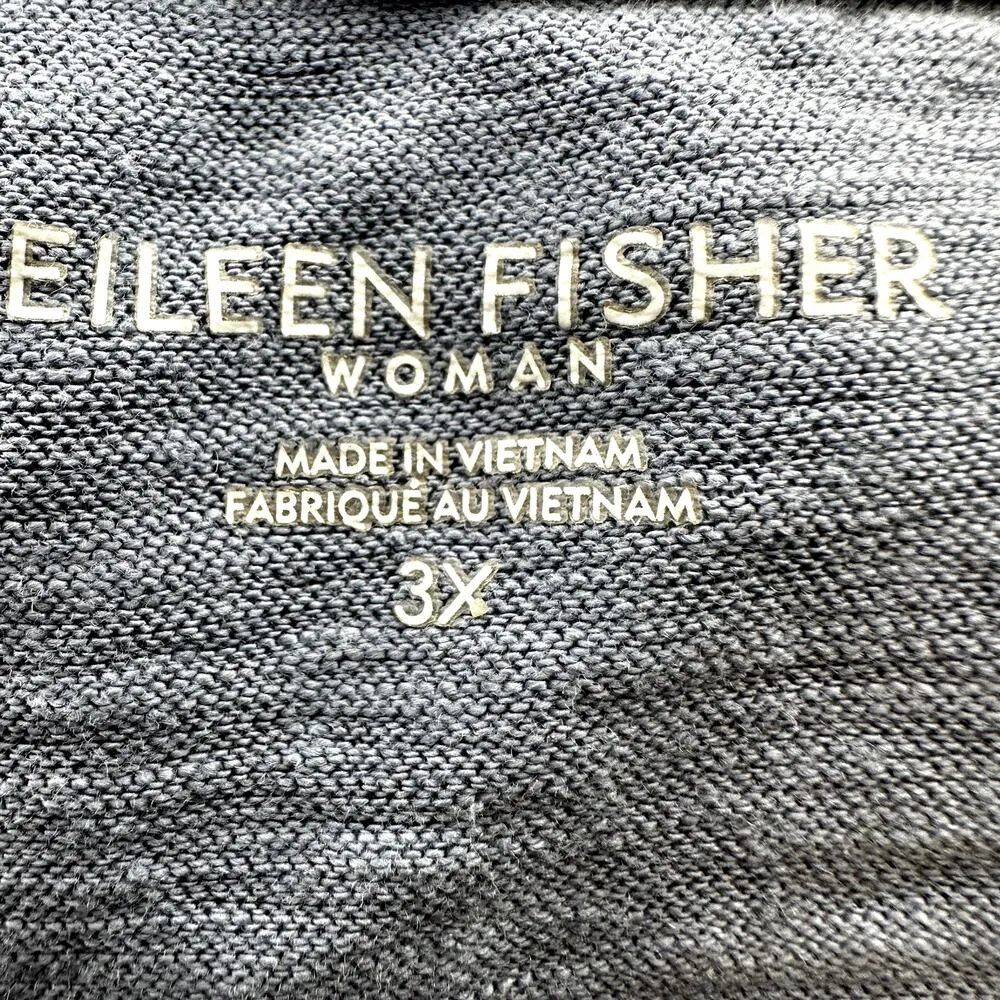 EILEEN FISHER
WOMAN
MADE IN VIETNAM
FABRIQUÉ AU VIETNAM
3X